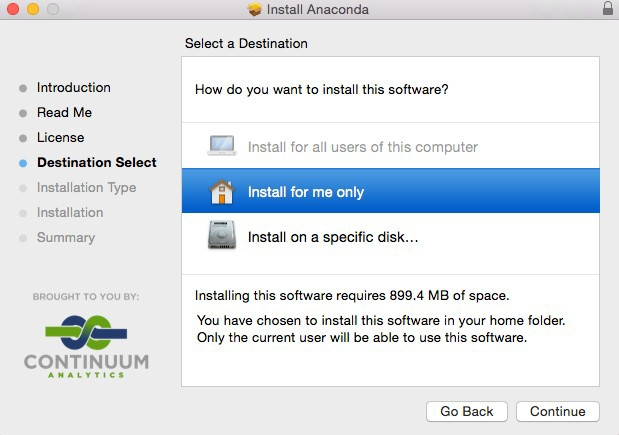 Install Anaconda
Select a Destination
Introduction
Read Me
License
Destination Select
Installation Type
Installation
Summary
How do you want to install this software?
Install for all users of this computer
Install for me only
Install on a specific disk...
Installing this software requires 899.4 MB of space.
You have chosen to install this software in your home folder.
Only the current user will be able to use this software.
BROUGHT TO YOU BY:
CONTINUUM
ANALYTICS
Go Back
Continue